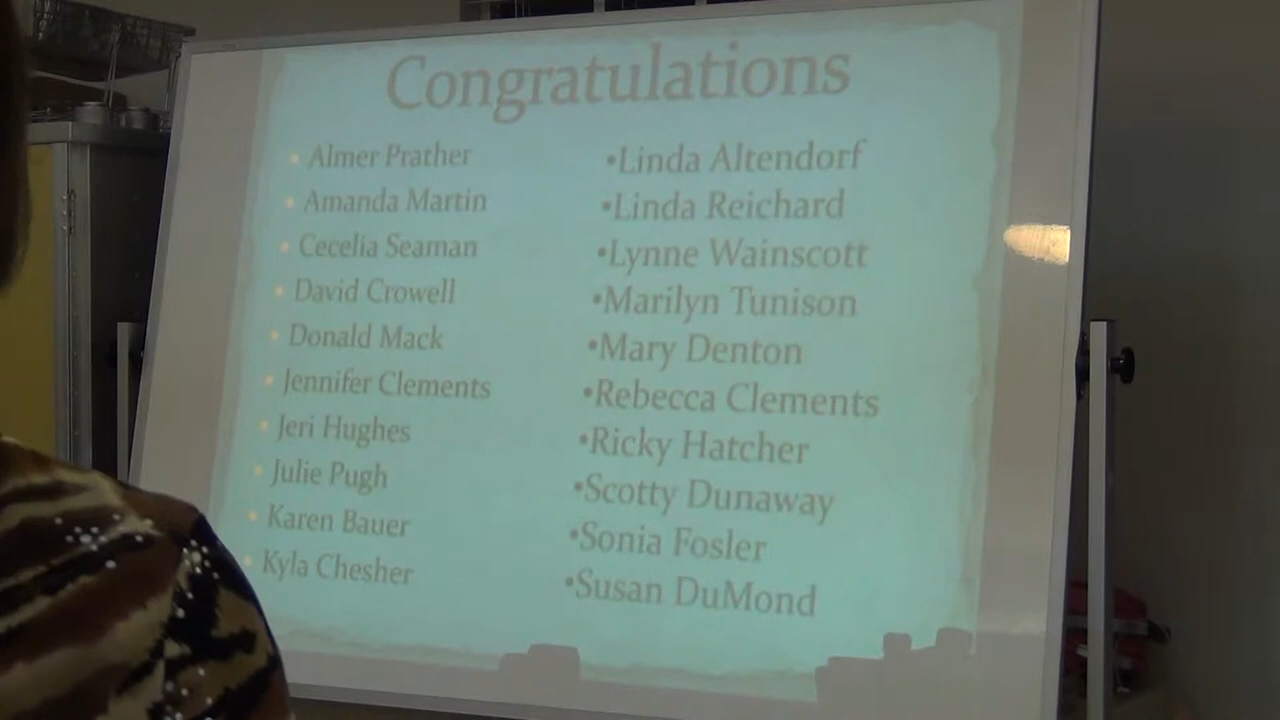 Congratulations
• Almer Prather
• Amanda Martin
• Cecelia Seaman
• David Crowell
• Donald Mack
• Jennifer Clements
• Jeri Hughes
• Julie Pugh
• Karen Bauer
• Kyla Chesher
•Linda Altendorf
•Linda Reichard
•Lynne Wainscott
•Marilyn Tunison
•Mary Denton
•Rebecca Clements
•Ricky Hatcher
•Scotty Dunaway
•Sonia Fosler
•Susan DuMond